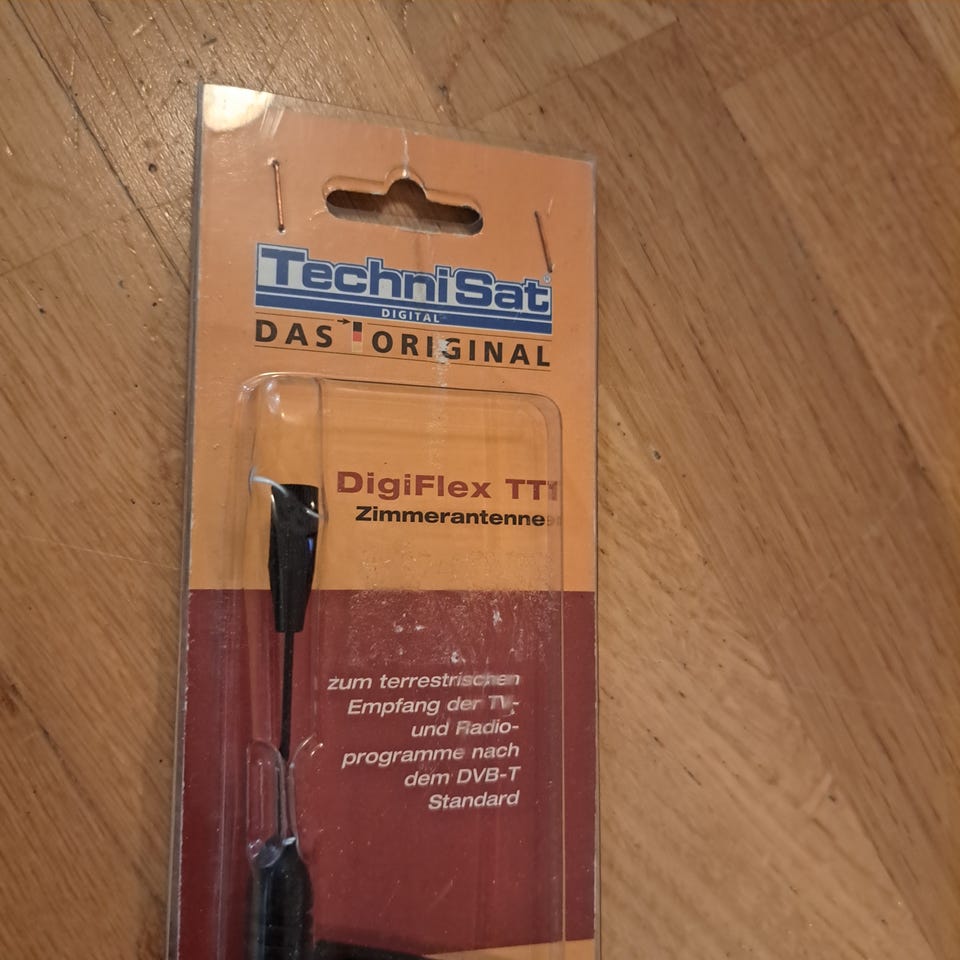 TechniSat
DIGITAL
DAS ORIGINAL
DigiFlex TT1
Zimmerantenne
zum terrestrischen
Empfang der TV-
und Radio-
programme nach
dem DVB-T
Standard